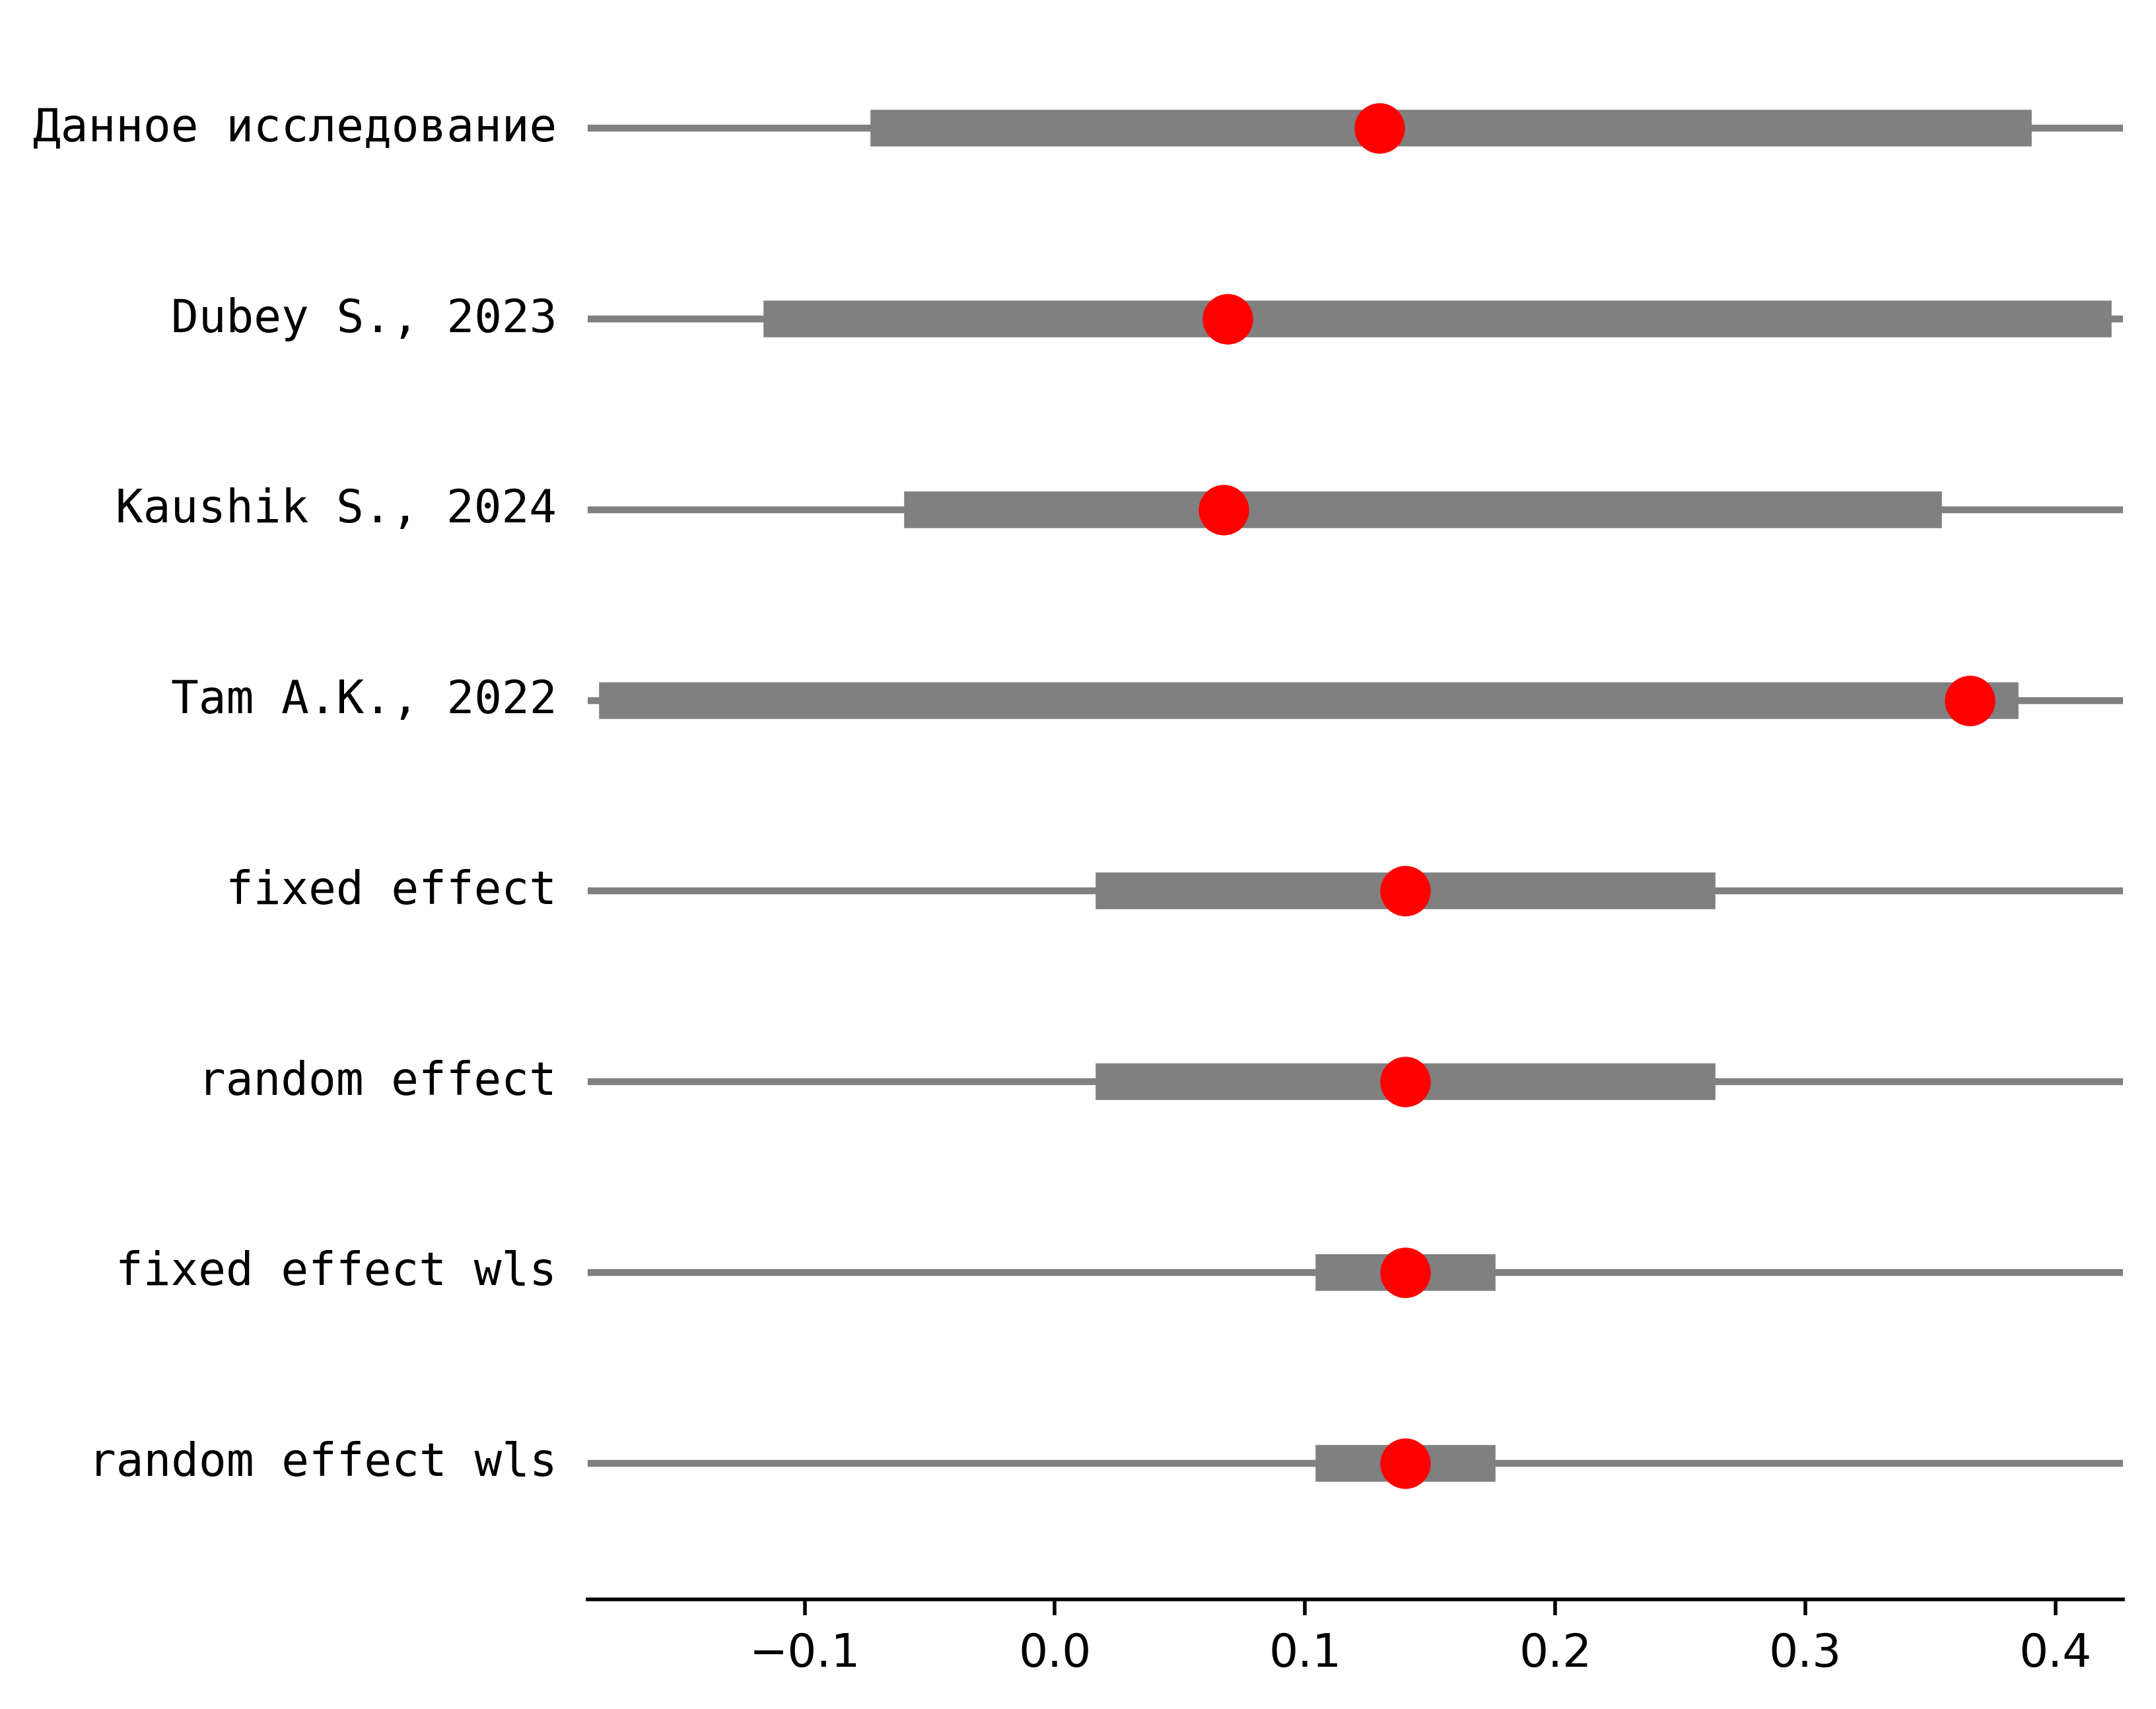 Данное исследование
Dubey S., 2023
Kaushik S., 2024
Tam A.K., 2022
fixed effect
random effect
fixed effect wls
random effect wls
−0.1 0.0 0.1 0.2 0.3 0.4